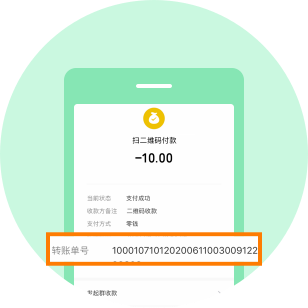 扫二维码付款
-10.00
当前状态 支付成功
收款方备注 二维码收款
支付方式 零钱
转账单号 10001071012020061103009122
发起群收款